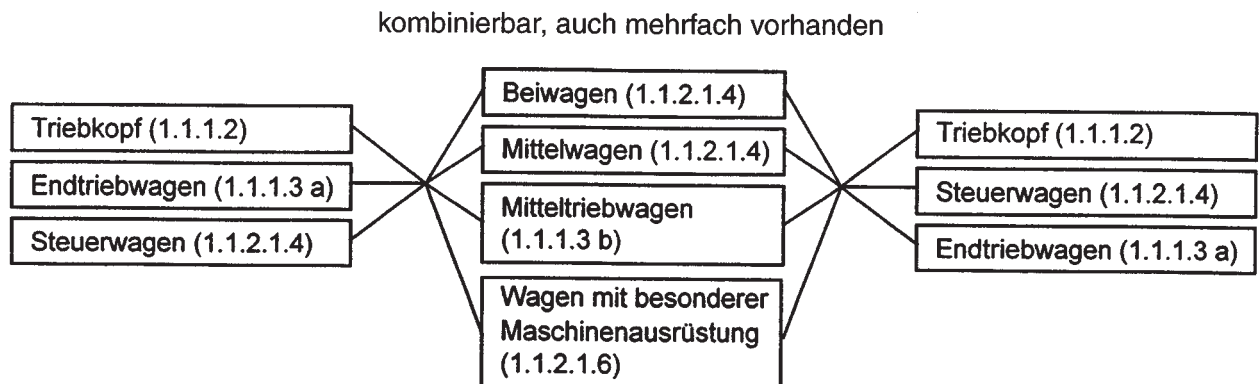 kombinierbar, auch mehrfach vorhanden
Triebkopf (1.1.1.2)
Endtriebwagen (1.1.1.3 a)
Steuerwagen (1.1.2.1.4)
Beiwagen (1.1.2.1.4)
Mittelwagen (1.1.2.1.4)
Mitteltriebwagen
(1.1.1.3 b)
Wagen mit besonderer
Maschinenausrüstung
(1.1.2.1.6)
Triebkopf (1.1.1.2)
Steuerwagen (1.1.2.1.4)
Endtriebwagen (1.1.1.3 a)